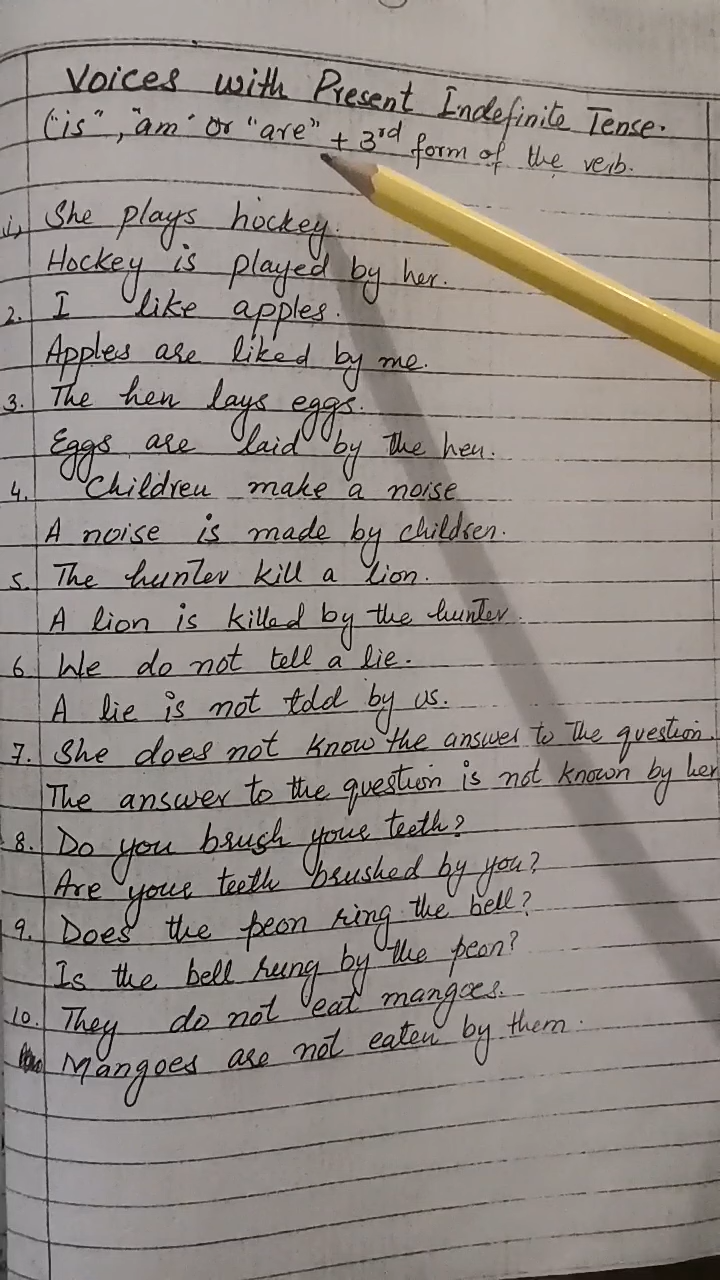 Voices with Present Indefinite Tense.
("is", "am" or "are" + 3rd form of the verb.
1, She plays hockey.
Hockey is played by her.
2. I like apples.
Apples are liked by me.
3. The hen lays eggs.
Eggs are laid by the hen.
4. Children make a noise
A noise is made by children.
5. The hunter kill a lion.
A lion is killed by the hunter.
6 We do not tell a lie.
A lie is not told by us.
7. She does not know the answer to the question.
The answer to the question is not known by her
8. Do you brush your teeth?
Are your teeth brushed by you?
9. Does the peon ring the bell?
Is the bell rung by the peon?
10. They do not eat mangoes.
Mangoes are not eaten by them.